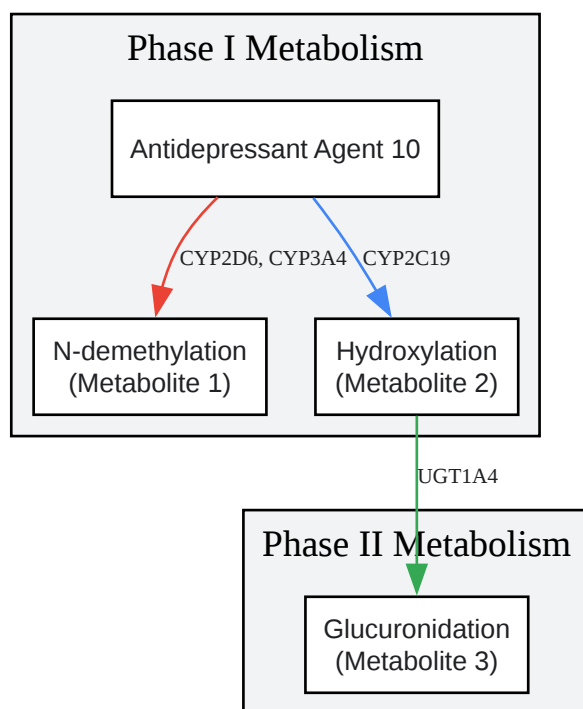 Phase I Metabolism
Antidepressant Agent 10
CYP2D6, CYP3A4
CYP2C19
N-demethylation
(Metabolite 1)
Hydroxylation
(Metabolite 2)
UGT1A4
Phase II Metabolism
Glucuronidation
(Metabolite 3)